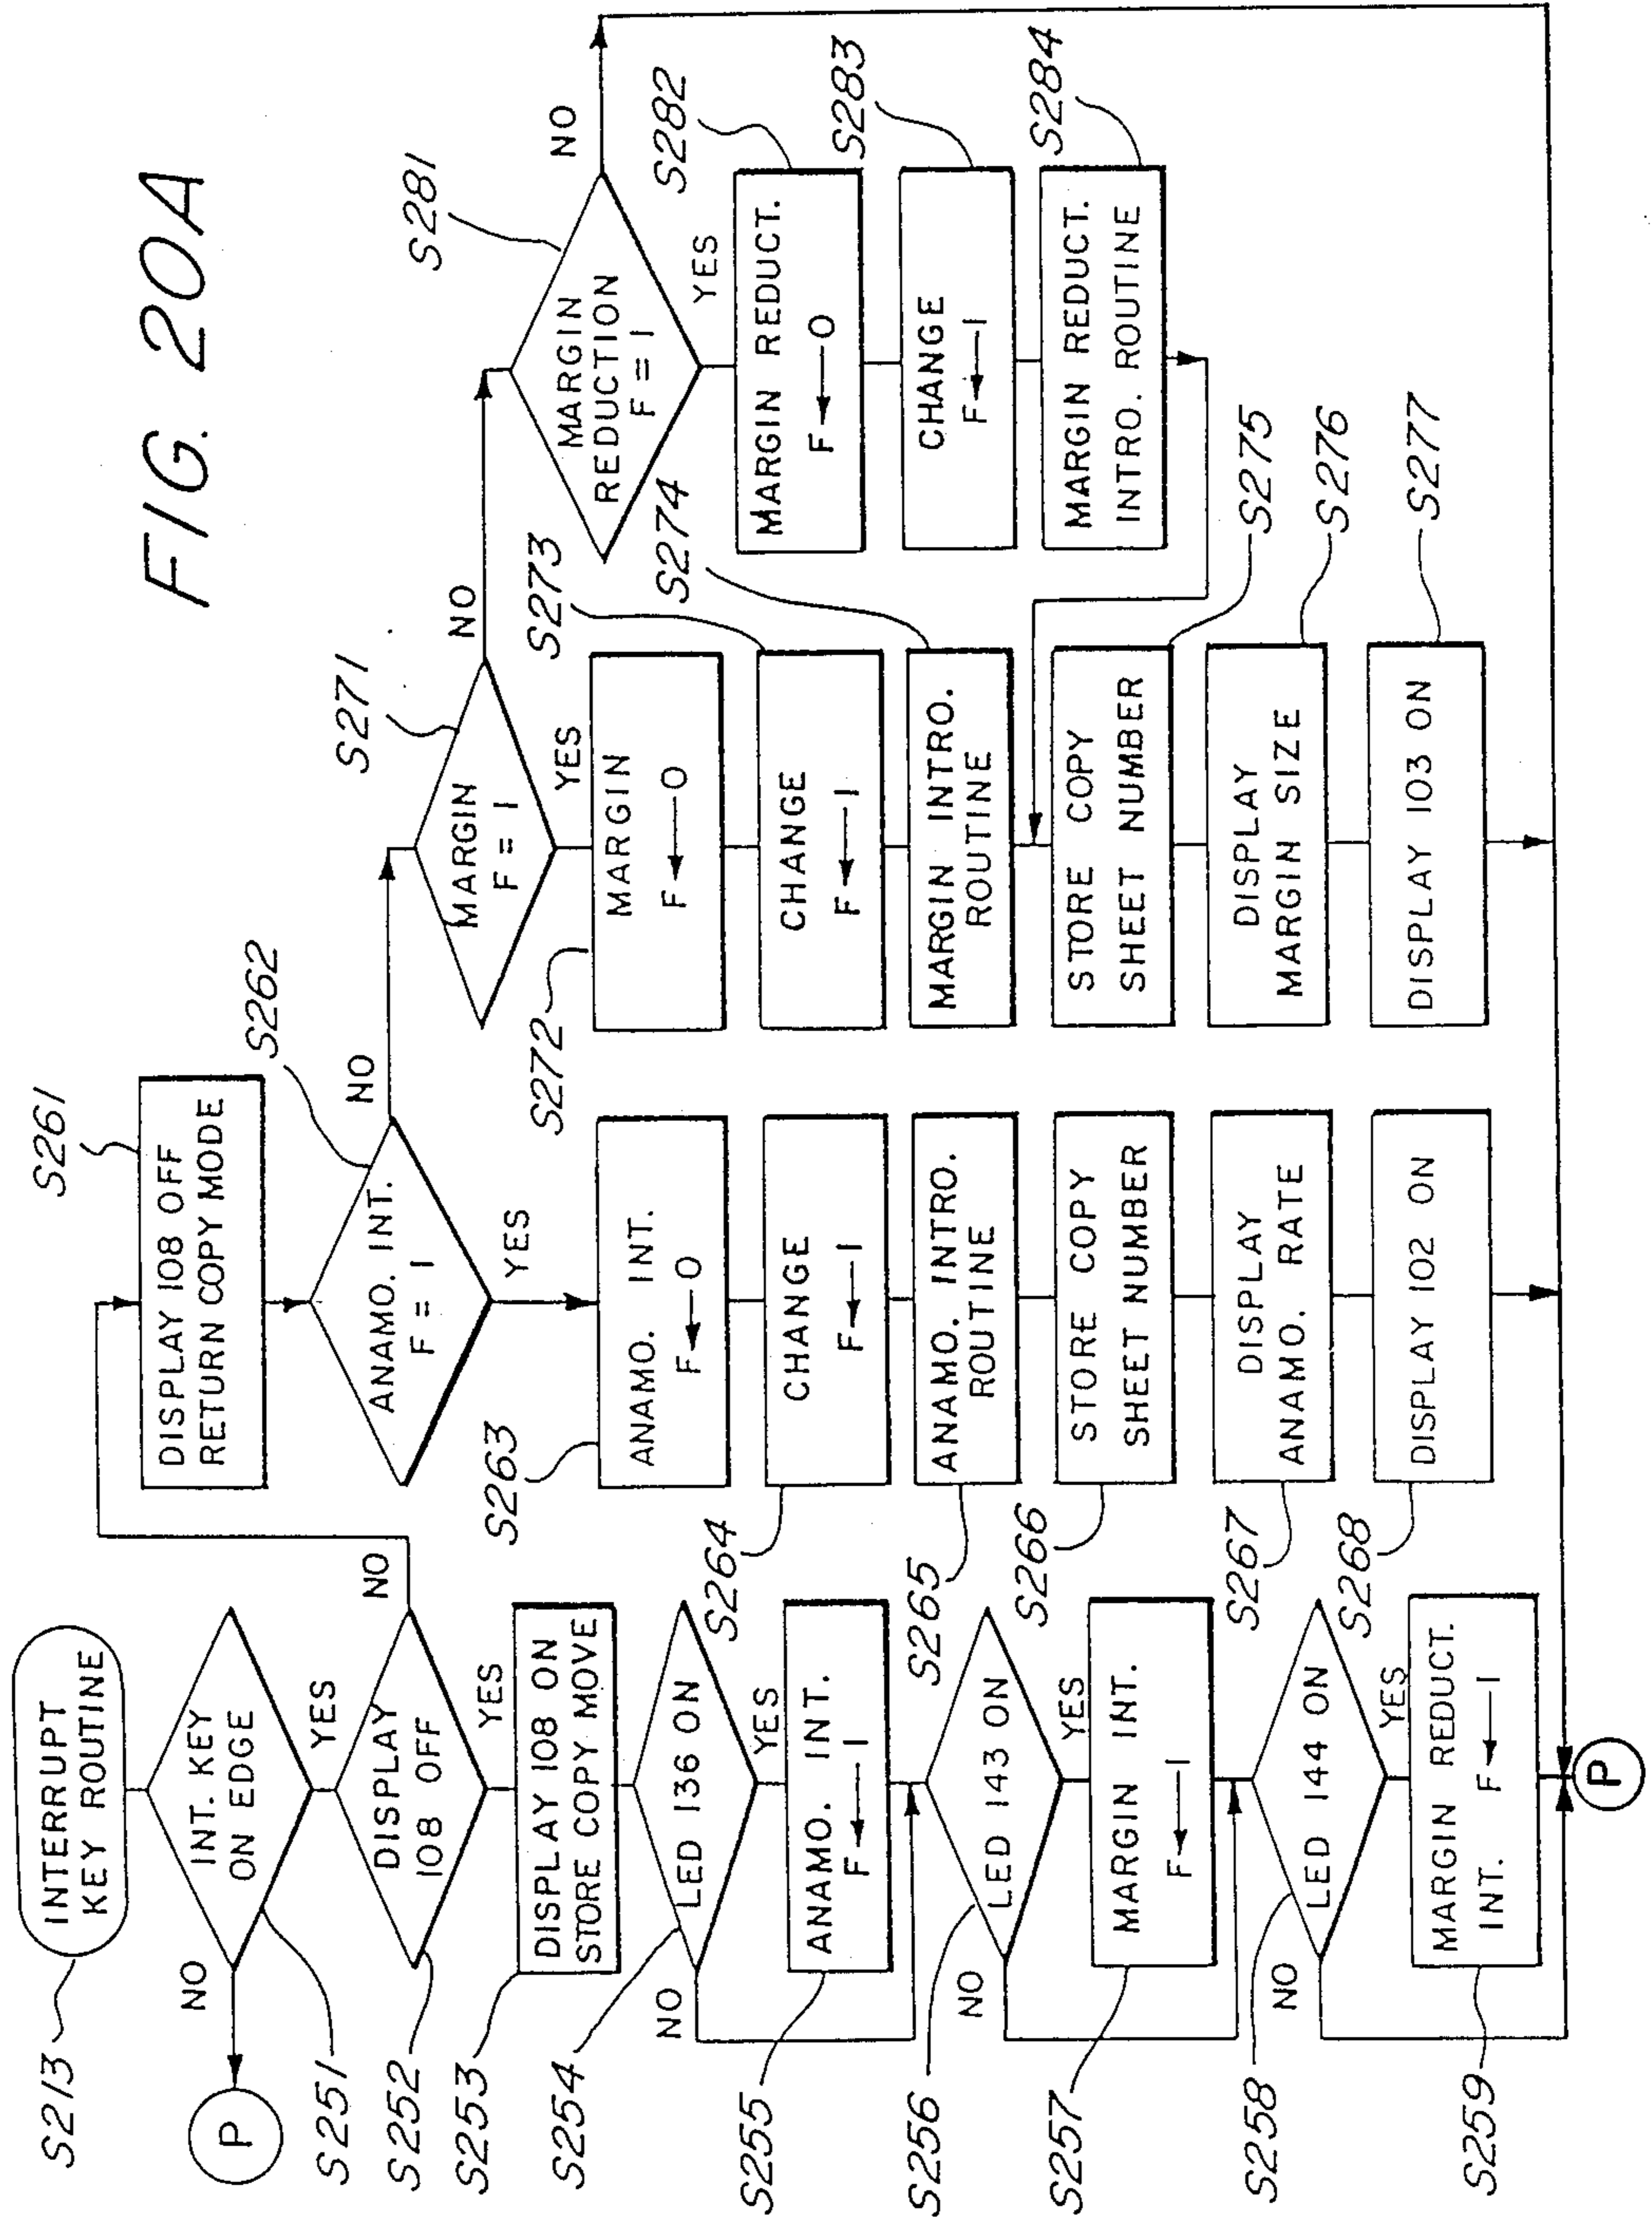 FIG. 20A
S213
INTERRUPT
KEY ROUTINE
INT. KEY
ON EDGE
NO
P
YES
S251
DISPLAY
108 OFF
NO
YES
S252
DISPLAY 108 ON
STORE COPY MOVE
S253
LED 136 ON
NO
YES
S254
ANAMO. INT.
F←1
S255
LED 143 ON
NO
YES
S256
MARGIN INT.
F←1
S257
LED 144 ON
NO
YES
S258
MARGIN REDUCT.
INT. F←1
S259
P
S261
DISPLAY 108 OFF
RETURN COPY MODE
S262
ANAMO. INT.
F = 1
NO
YES
S263
ANAMO. INT.
F←0
S264
CHANGE
F←1
S265
ANAMO. INTRO.
ROUTINE
S266
STORE COPY
SHEET NUMBER
S267
DISPLAY
ANAMO. RATE
S268
DISPLAY 102 ON
S271
MARGIN
F = 1
NO
YES
S272
MARGIN
F←0
S273
CHANGE
F←1
S274
MARGIN INTRO.
ROUTINE
S275
STORE COPY
SHEET NUMBER
S276
DISPLAY
MARGIN SIZE
S277
DISPLAY 103 ON
S281
MARGIN
REDUCTION
F = 1
NO
YES
S282
MARGIN REDUCT.
F←0
S283
CHANGE
F←1
S284
MARGIN REDUCT.
INTRO. ROUTINE